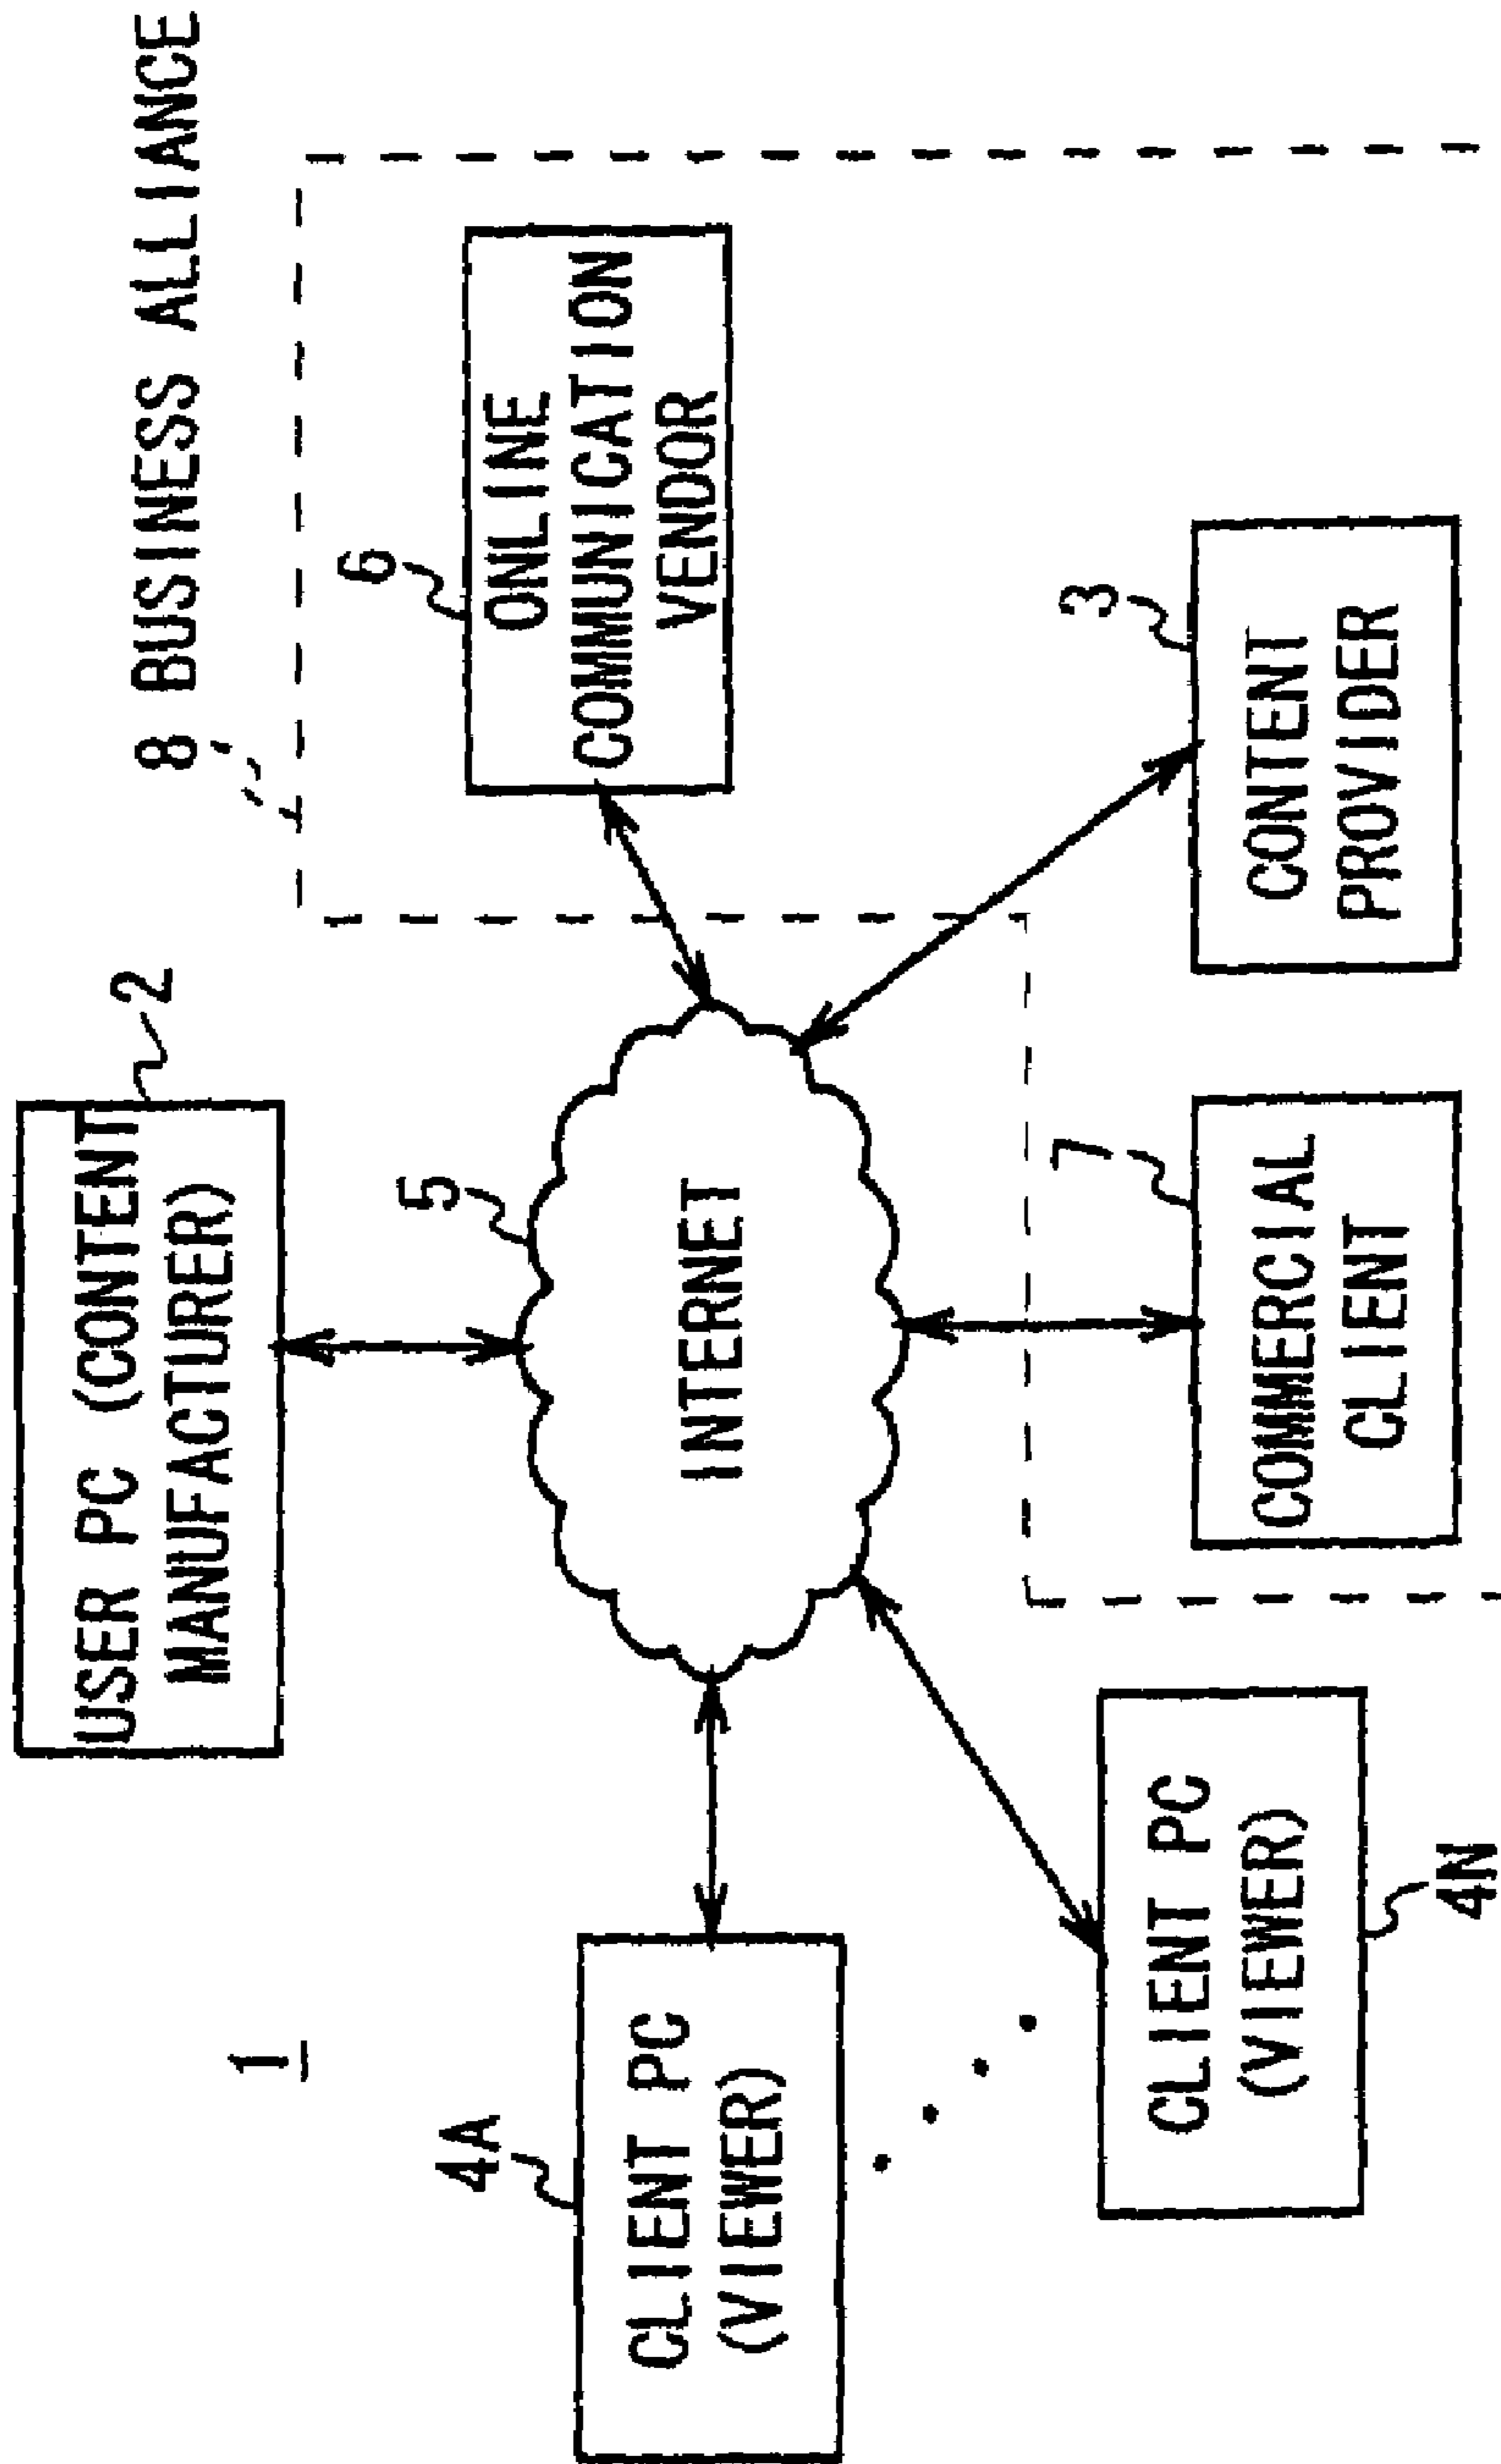 8 BUSINESS ALLIANCE
2
USER PC (CONTENT
MANUFACTURER)
1
6
ONLINE
COMMUNICATION
VENDOR
5
INTERNET
4A
CLIENT PC
(VIEWER)
7
COMMERCIAL
CLIENT
3
CONTENT
PROVIDER
CLIENT PC
(VIEWER)
4N